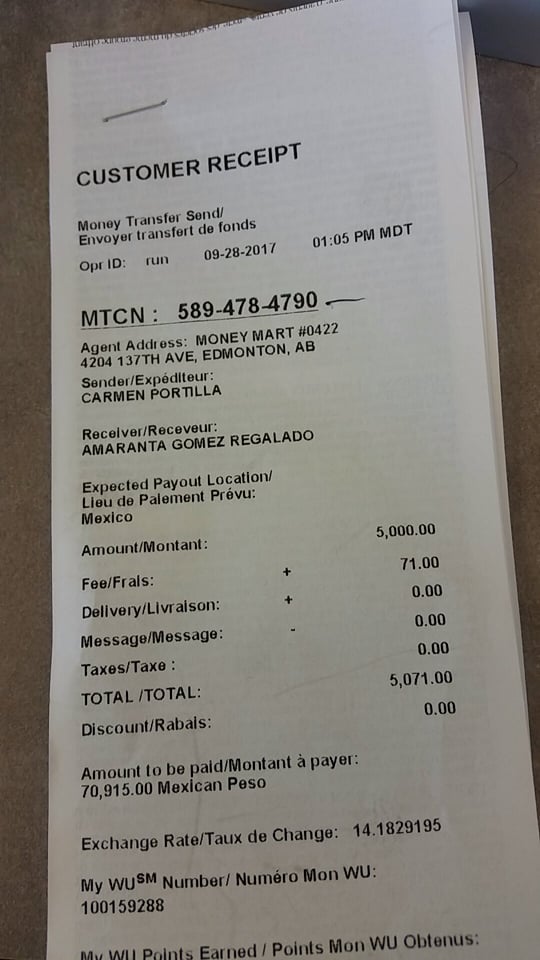 CUSTOMER RECEIPT
Money Transfer Send/
Envoyer transfert de fonds
Opr ID: run 09-28-2017 01:05 PM MDT
MTCN : 589-478-4790
Agent Address: MONEY MART #0422
4204 137TH AVE, EDMONTON, AB
Sender/Expéditeur:
CARMEN PORTILLA
Receiver/Receveur:
AMARANTA GOMEZ REGALADO
Expected Payout Location/
Lieu de Paiement Prévu:
Mexico
Amount/Montant: 5,000.00
Fee/Frais: + 71.00
Delivery/Livraison: + 0.00
Message/Message: - 0.00
Taxes/Taxe : 0.00
TOTAL /TOTAL: 5,071.00
Discount/Rabais: 0.00
Amount to be paid/Montant à payer:
70,915.00 Mexican Peso
Exchange Rate/Taux de Change: 14.1829195
My WU℠ Number/ Numéro Mon WU:
100159288
My WU Points Earned / Points Mon WU Obtenus: